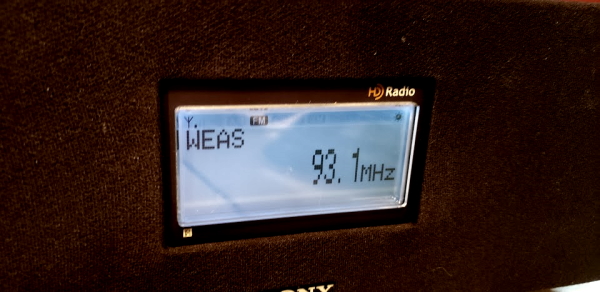 HD Radio
FM
WEAS
93.1MHz